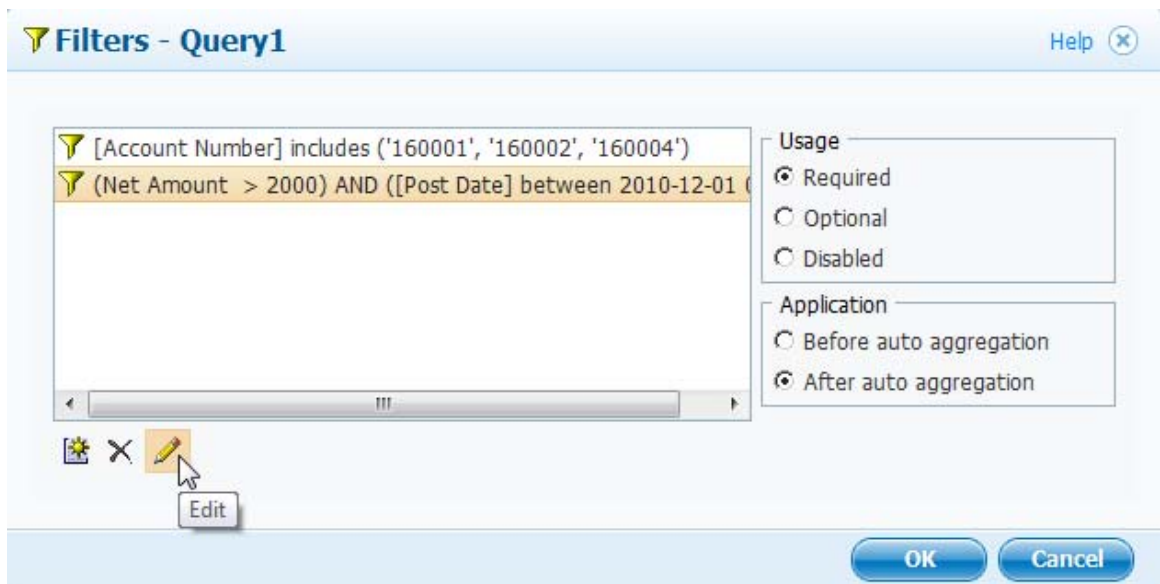 Filters - Query1
Help
[Account Number] includes ('160001', '160002', '160004')
(Net Amount > 2000) AND ([Post Date] between 2010-12-01
Usage
Required
Optional
Disabled
Application
Before auto aggregation
After auto aggregation
Edit
OK
Cancel